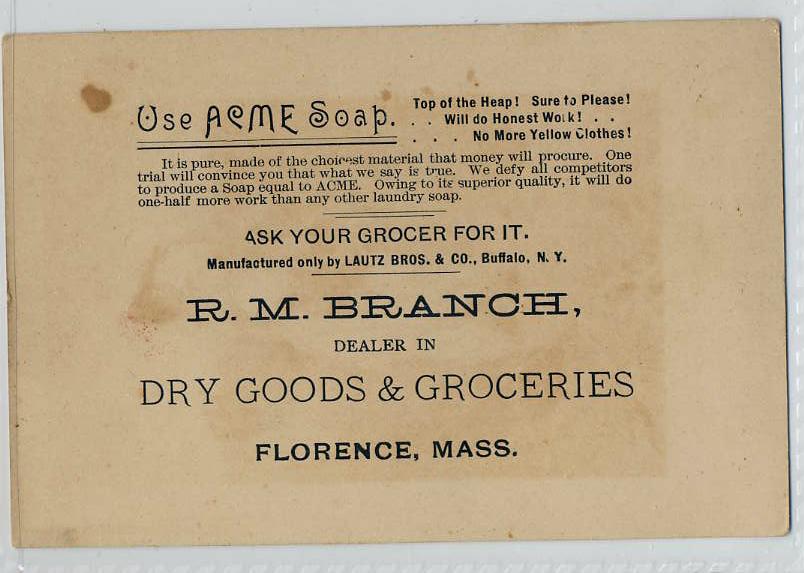 Use ACME Soap.
Top of the Heap! Sure to Please!
. . Will do Honest Work! . .
. . . No More Yellow Clothes!
It is pure, made of the choicest material that money will procure. One
trial will convince you that what we say is true. We defy all competitors
to produce a Soap equal to ACME. Owing to its superior quality, it will do
one-half more work than any other laundry soap.
ASK YOUR GROCER FOR IT.
Manufactured only by LAUTZ BROS. & CO., Buffalo, N. Y.
R. M. BRANCH,
DEALER IN
DRY GOODS & GROCERIES
FLORENCE, MASS.